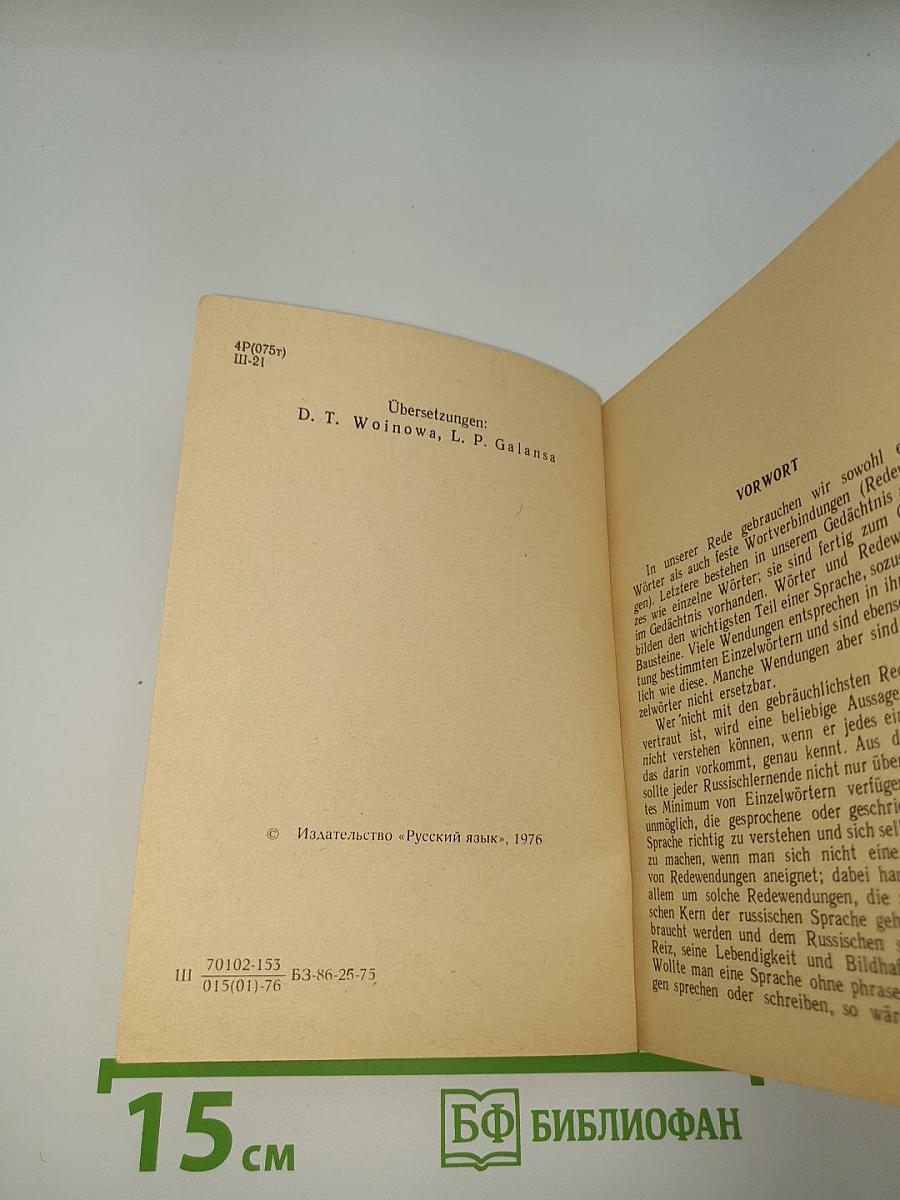 4Р(075т)
Ш-21
Übersetzungen:
D. T. Woinowa, L. P. Galansa
© Издательство «Русский язык», 1976
Ш 70102-153 БЗ-86-25-75
015(01)-76
VORWORT
In unserer Rede gebrauchen wir sowohl
Wörter als auch feste Wortverbindungen
gen). Letztere bestehen in unserem Gedächtnis
zes wie einzelne Wörter; sie sind fertig zum
im Gedächtnis vorhanden. Wörter und
bilden den wichtigsten Teil einer Sprache,
Bausteine. Viele Wendungen entsprechen in
tung bestimmten Einzelwörtern und sind
lich wie diese. Manche Wendungen aber sind
zelwörter nicht ersetzbar.
Wer nicht mit den gebräuchlichsten
vertraut ist, wird eine beliebige
nicht verstehen können, wenn er jedes
das darin vorkommt, genau kennt. Aus
sollte jeder Russischlernende nicht nur
tes Minimum von Einzelwörtern
unmöglich, die gesprochene oder
Sprache richtig zu verstehen und sich
zu machen, wenn man sich nicht eine
von Redewendungen aneignet; dabei
allem um solche Redewendungen, die
schen Kern der russischen Sprache
braucht werden und dem Russischen
Reiz, seine Lebendigkeit und
Wollte man eine Sprache ohne
gen sprechen oder schreiben, so
15 см
БФ БИБЛИОФАН